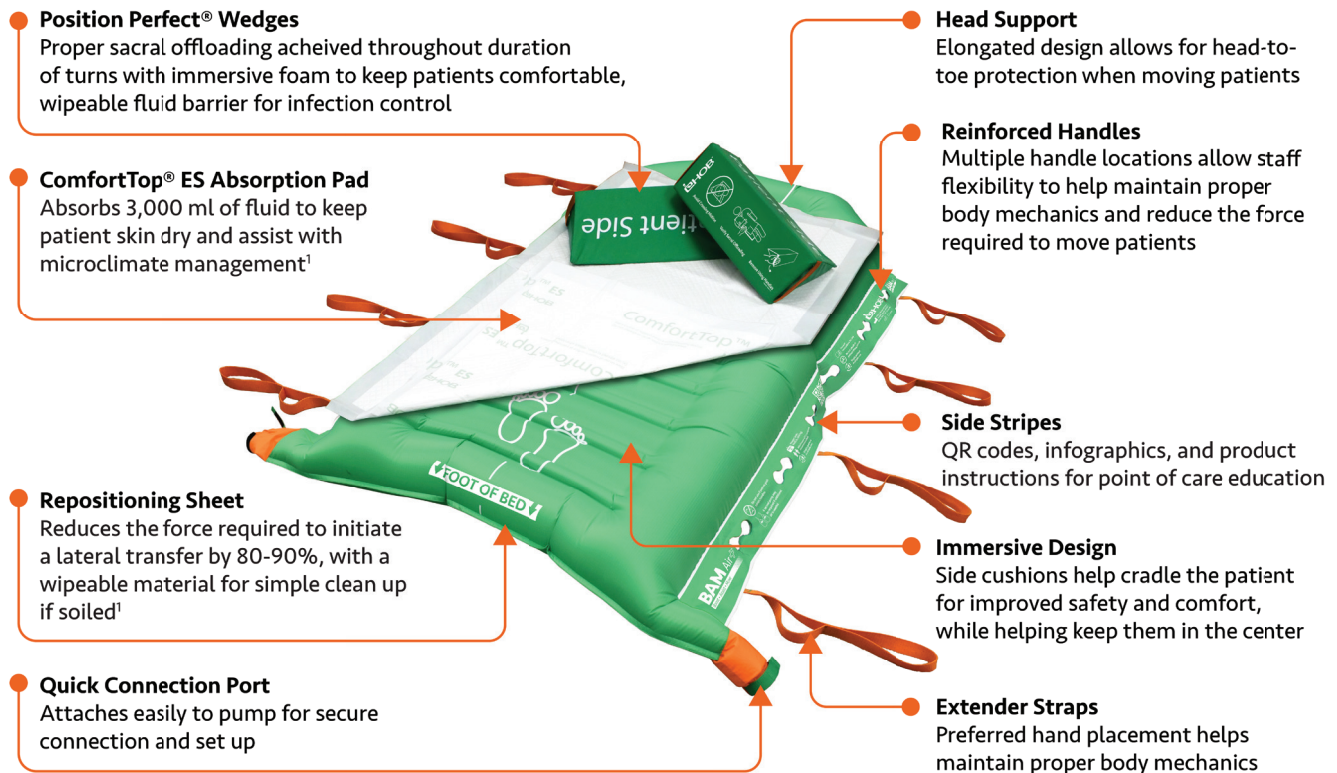 Position Perfect® Wedges
Proper sacral offloading acheived throughout duration
of turns with immersive foam to keep patients comfortable,
wipeable fluid barrier for infection control
ComfortTop® ES Absorption Pad
Absorbs 3,000 ml of fluid to keep
patient skin dry and assist with
microclimate management¹
Repositioning Sheet
Reduces the force required to initiate
a lateral transfer by 80-90%, with a
wipeable material for simple clean up
if soiled¹
Quick Connection Port
Attaches easily to pump for secure
connection and set up
Head Support
Elongated design allows for head-to-
toe protection when moving patients
Reinforced Handles
Multiple handle locations allow staff
flexibility to help maintain proper
body mechanics and reduce the force
required to move patients
Side Stripes
QR codes, infographics, and product
instructions for point of care education
Immersive Design
Side cushions help cradle the patient
for improved safety and comfort,
while helping keep them in the center
Extender Straps
Preferred hand placement helps
maintain proper body mechanics
Side
EHOB
ComfortTop™
ES
FOOT OF BED
BAM Air
EHOB